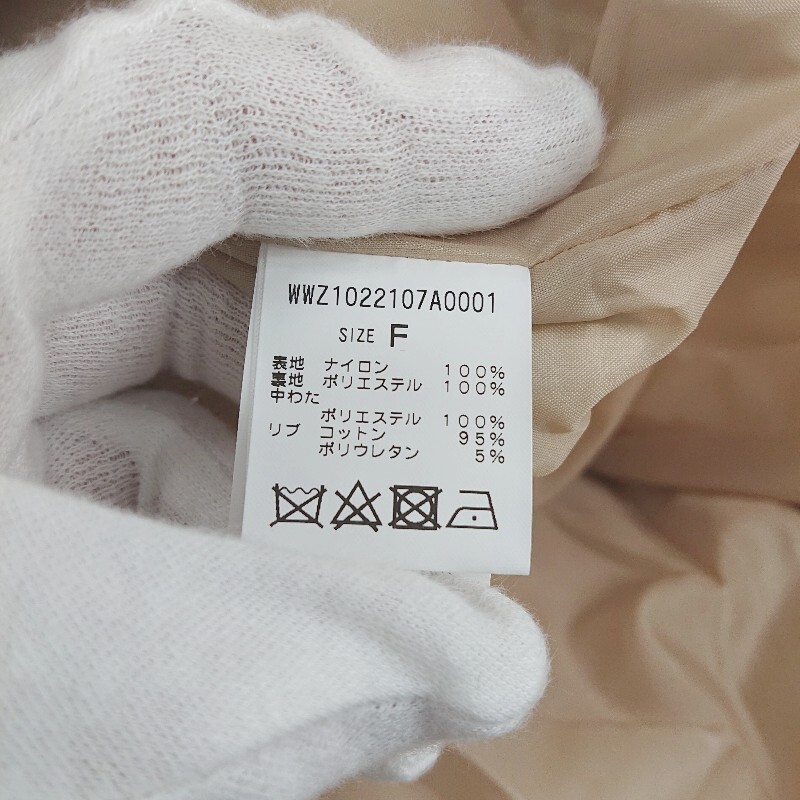 WWZ1022107A0001
SIZE F
表地 ナイロン 100%
裏地 ポリエステル 100%
中わた
ポリエステル 100%
リブ コットン 95%
ポリウレタン 5%